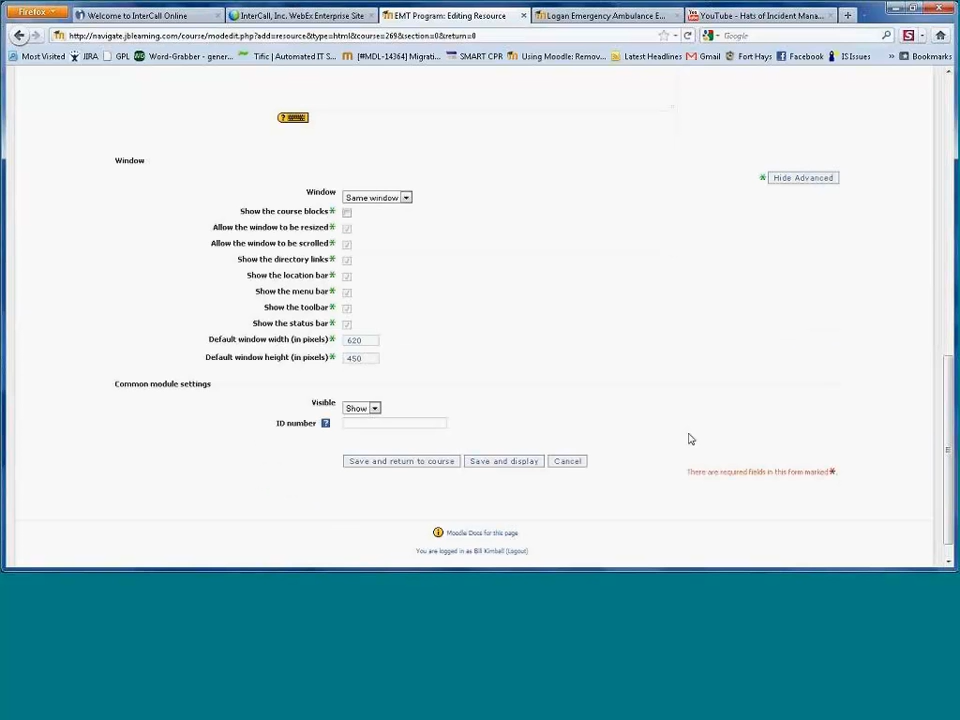 Firefox
Welcome to InterCall Online
InterCall, Inc. WebEx Enterprise Site
EMT Program: Editing Resource
Logan Emergency Ambulance E...
YouTube - Hats of Incident Mana...
http://navigate.jblearning.com/course/modedit.php?add=resource&type=html&course=269&section=0&return=0
Google
Most Visited
JIRA
GPL
Word-Grabber - gener...
Tific | Automated IT S...
[#MDL-14364] Migrati...
SMART CPR
Using Moodle: Remov...
Latest Headlines
Gmail
Fort Hays
Facebook
ISIssues
»
Bookmarks
Window
* Hide Advanced
Window Same window
Show the course blocks*
Allow the window to be resized*
Allow the window to be scrolled*
Show the directory links*
Show the location bar*
Show the menu bar*
Show the toolbar*
Show the status bar*
Default window width (in pixels)* 620
Default window height (in pixels)* 450
Common module settings
Visible Show
ID number ?
Save and return to course Save and display Cancel
There are required fields in this form marked*.
Moodle Docs for this page
You are logged in as Bill Kimball (Logout)